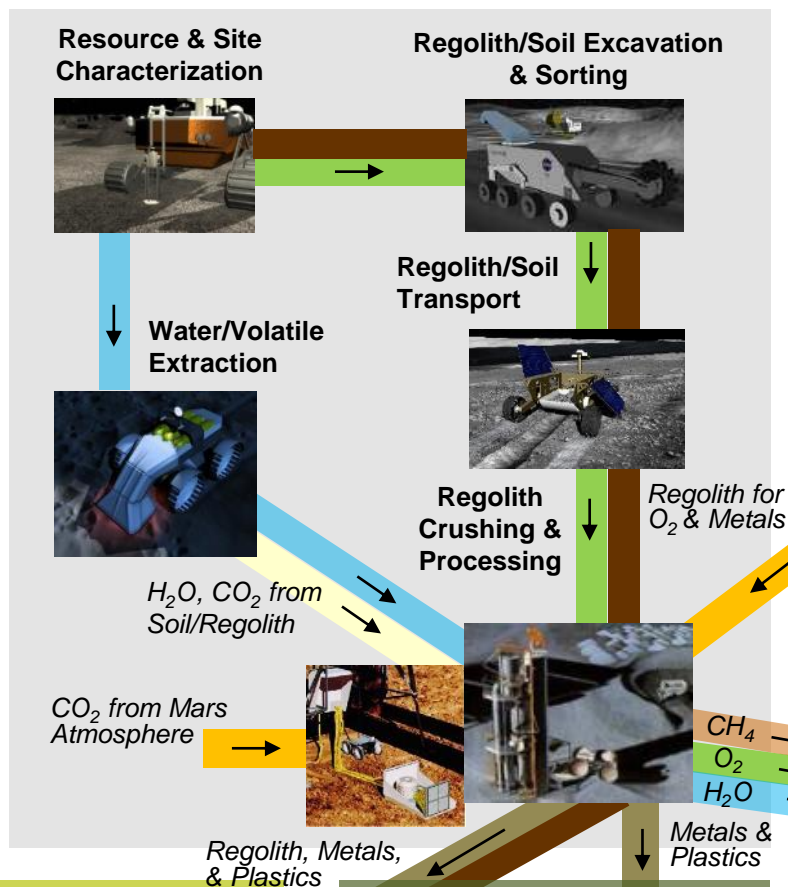 Resource & Site
Characterization
Regolith/Soil Excavation
& Sorting
Regolith/Soil
Transport
Water/Volatile
Extraction
Regolith
Crushing &
Processing
Regolith for
O₂ & Metals
H₂O, CO₂ from
Soil/Regolith
CO₂ from Mars
Atmosphere
CH₄
O₂
H₂O
Regolith, Metals,
& Plastics
Metals &
Plastics